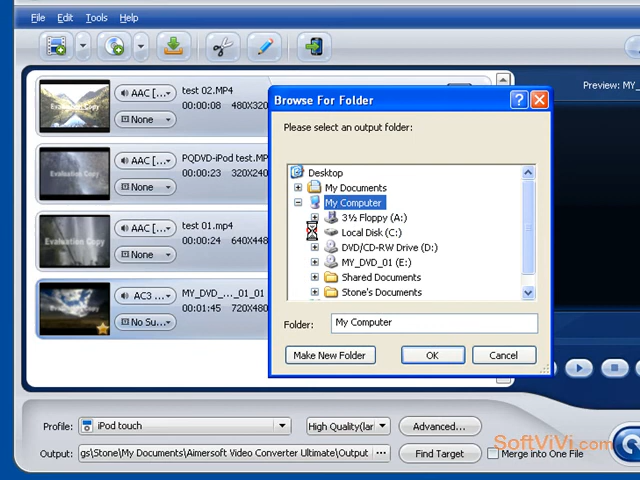 File Edit Tools Help
Preview: MY_
AAC [... test 02.MP4
00:00:08 480X320
None
Evaluation Copy
AAC [... PQDVD-iPod test.MP
00:00:23 320X240
None
Evaluation Copy
AAC [... test 01.mp4
00:00:24 640X448
None
Evaluation Copy
AC3 MY_DVD_..._01_01
00:01:45 720X480
No Su...
Evaluation Copy
Browse For Folder
Please select an output folder:
Desktop
My Documents
My Computer
3½ Floppy (A:)
Local Disk (C:)
DVD/CD-RW Drive (D:)
MY_DVD_01 (E:)
Shared Documents
Stone's Documents
Folder: My Computer
Make New Folder OK Cancel
Profile: iPod touch High Quality(lar Advanced...
SoftViVi.com
Output: gs\Stone\My Documents\Aimersoft Video Converter Ultimate\Output ... Find Target Merge into One File